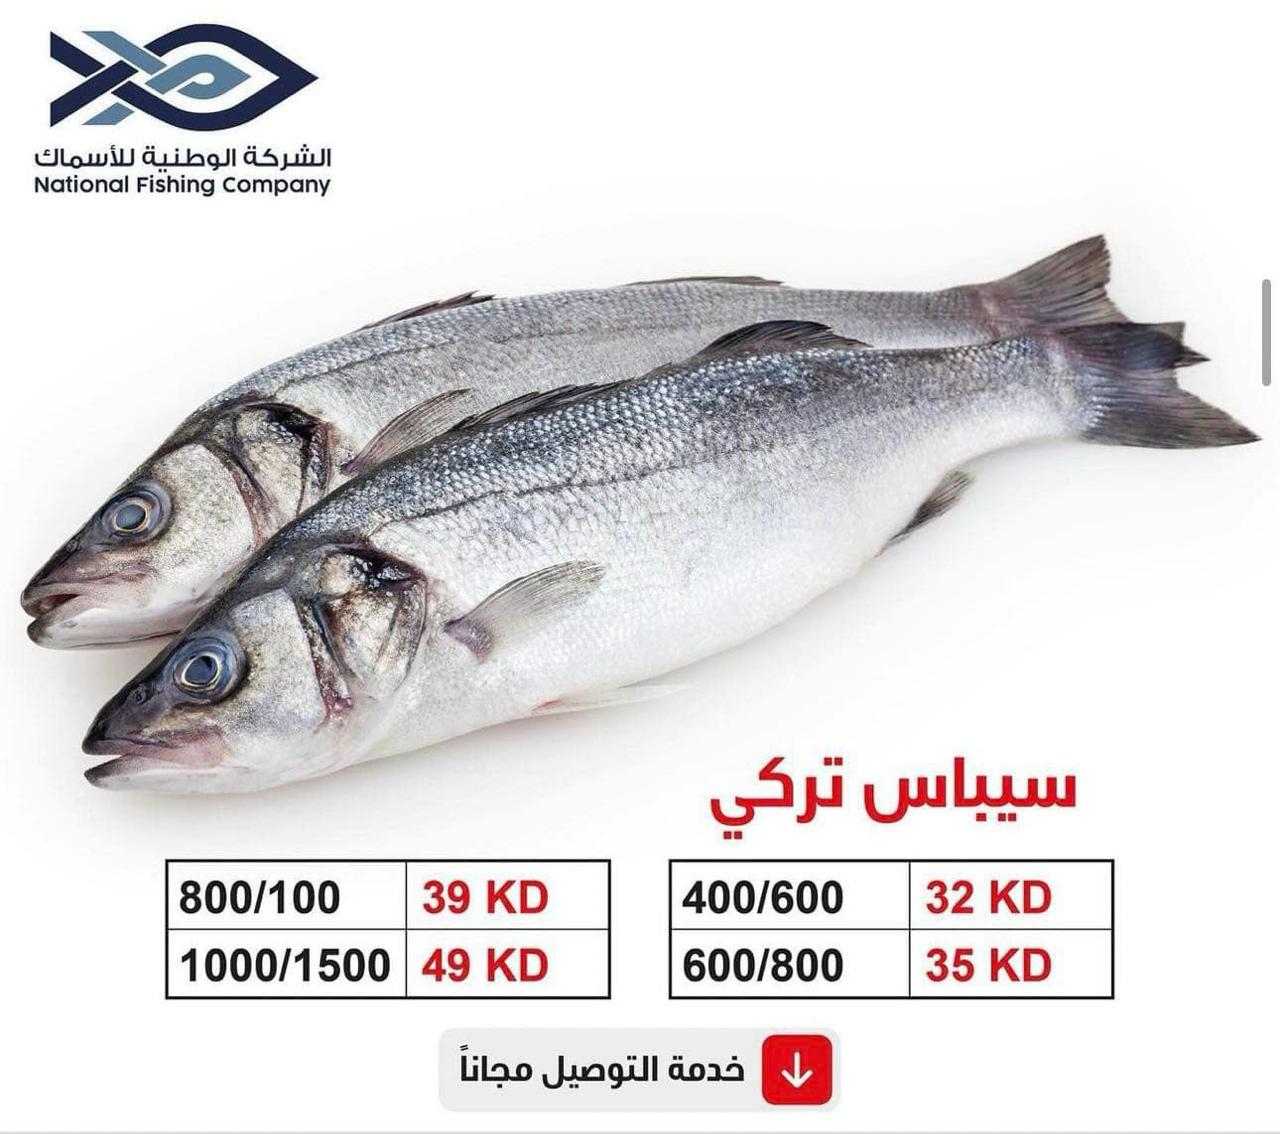 الشركة الوطنية للأسماك
National Fishing Company
سيباس تركي
800/100 39 KD
1000/1500 49 KD
400/600 32 KD
600/800 35 KD
خدمة التوصيل مجاناً